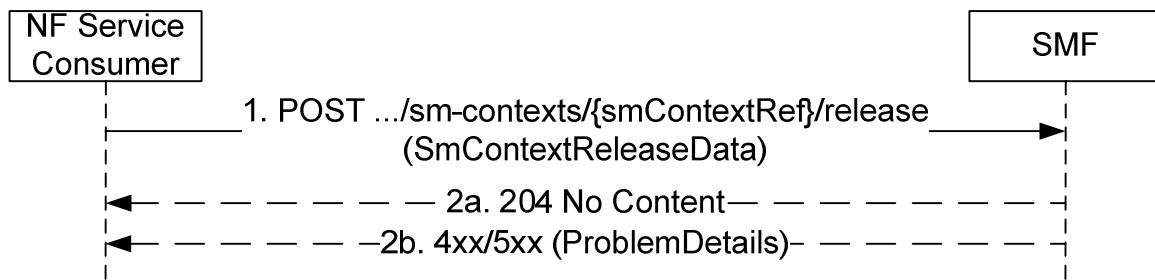 NF Service
Consumer
SMF
1. POST .../sm-contexts/{smContextRef}/release
(SmContextReleaseData)
2a. 204 No Content
2b. 4xx/5xx (ProblemDetails)